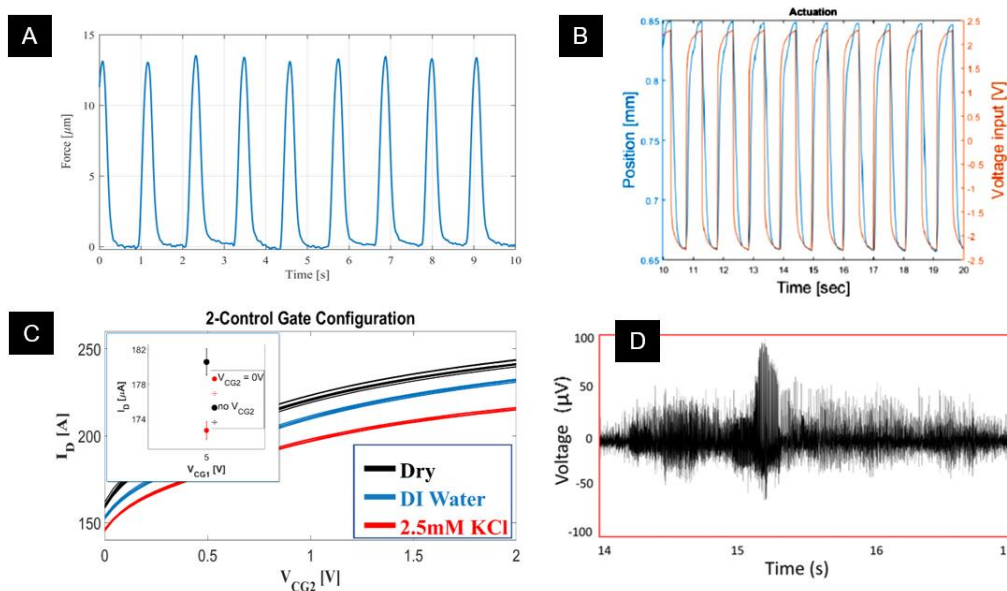 A
Force [μm]
15
10
5
0
0 1 2 3 4 5 6 7 8 9 10
Time [s]
B
Actuation
Position [mm]
0.85
0.8
0.75
0.7
0.65
2.5
2
1.5
1
0.5
0
-0.5
-1
-1.5
-2
-2.5
Voltage input [V]
10 11 12 13 14 15 16 17 18 19 20
Time [sec]
C
2-Control Gate Configuration
I_D [A]
250
200
150
182
178
174
I_D [μA]
V_CG2 = 0V
no V_CG2
5
V_CG1 [V]
Dry
DI Water
2.5mM KCl
0 0.5 1 1.5 2
V_CG2 [V]
D
Voltage (μV)
100
50
0
-50
-100
14 15 16 1
Time (s)